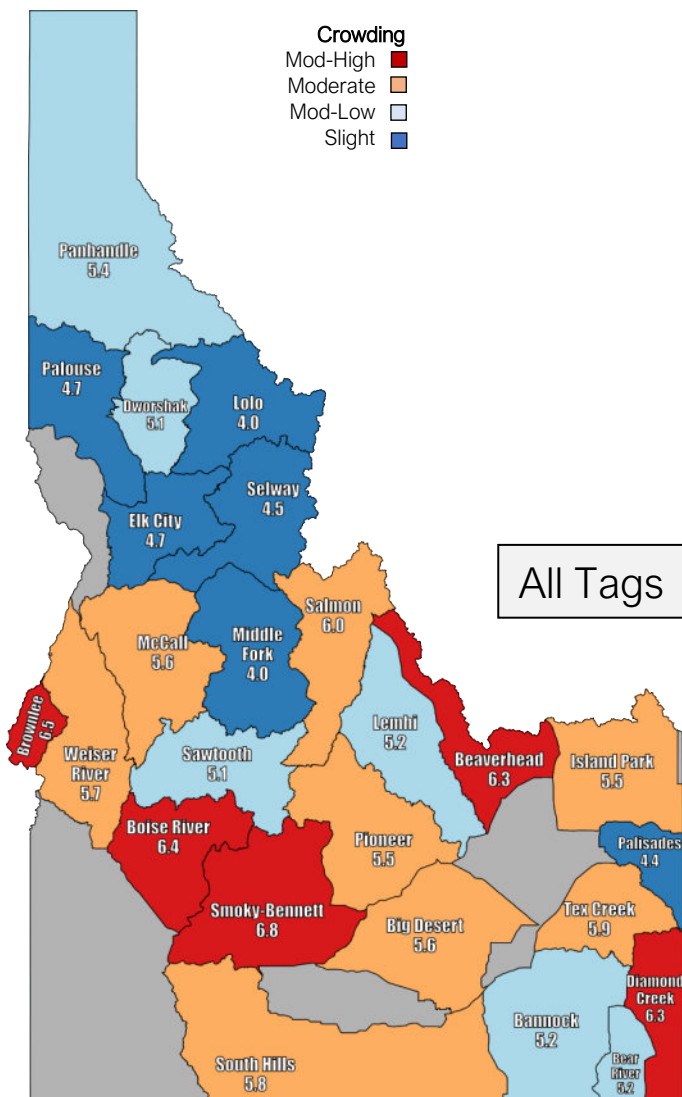 Crowding
Mod-High
Moderate
Mod-Low
Slight
Panhandle
5.4
Palouse
4.7
Dworshak
5.1
Lolo
4.0
Selway
4.5
Elk City
4.7
All Tags
Salmon
6.0
McCall
5.6
Middle
Fork
4.0
Brownlee
6.5
Weiser
River
5.7
Sawtooth
5.1
Lemhi
5.2
Beaverhead
6.3
Island Park
5.5
Boise River
6.4
Pioneer
5.5
Palisades
4.4
Smoky-Bennett
6.8
Big Desert
5.6
Tex Creek
5.9
Diamond
Creek
6.3
Bannock
5.2
South Hills
5.8
Bear
River
5.2